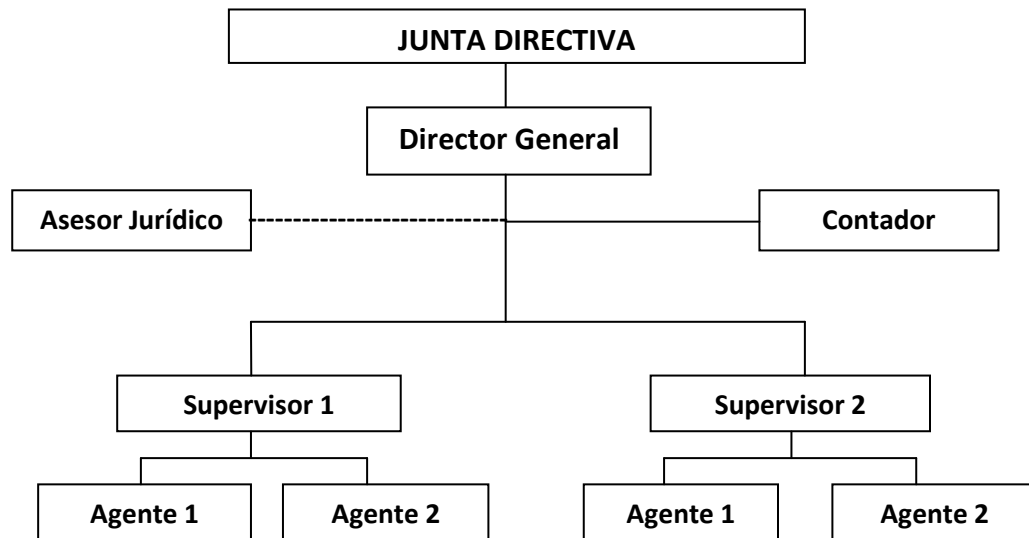 JUNTA DIRECTIVA
Director General
Asesor Jurídico
Contador
Supervisor 1
Supervisor 2
Agente 1
Agente 2
Agente 1
Agente 2